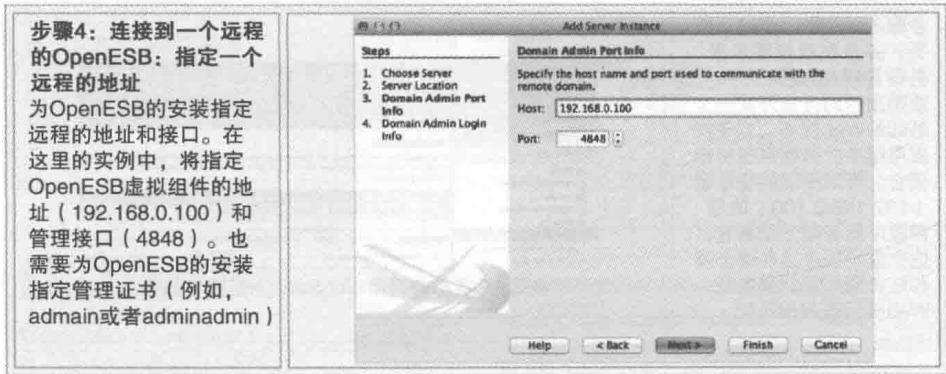 步骤4：连接到一个远程
的OpenESB：指定一个
远程的地址
为OpenESB的安装指定
远程的地址和接口。在
这里的实例中，将指定
OpenESB虚拟组件的地
址（192.168.0.100）和
管理接口（4848）。也
需要为OpenESB的安装
指定管理证书（例如，
admain或者adminadmin）
Add Server Instance
Steps
1. Choose Server
2. Server Location
3. Domain Admin Port
Info
4. Domain Admin Login
Info
Domain Admin Port Info
Specify the host name and port used to communicate with the
remote domain.
Host: 192.168.0.100
Port: 4848
Help < Back Next > Finish Cancel